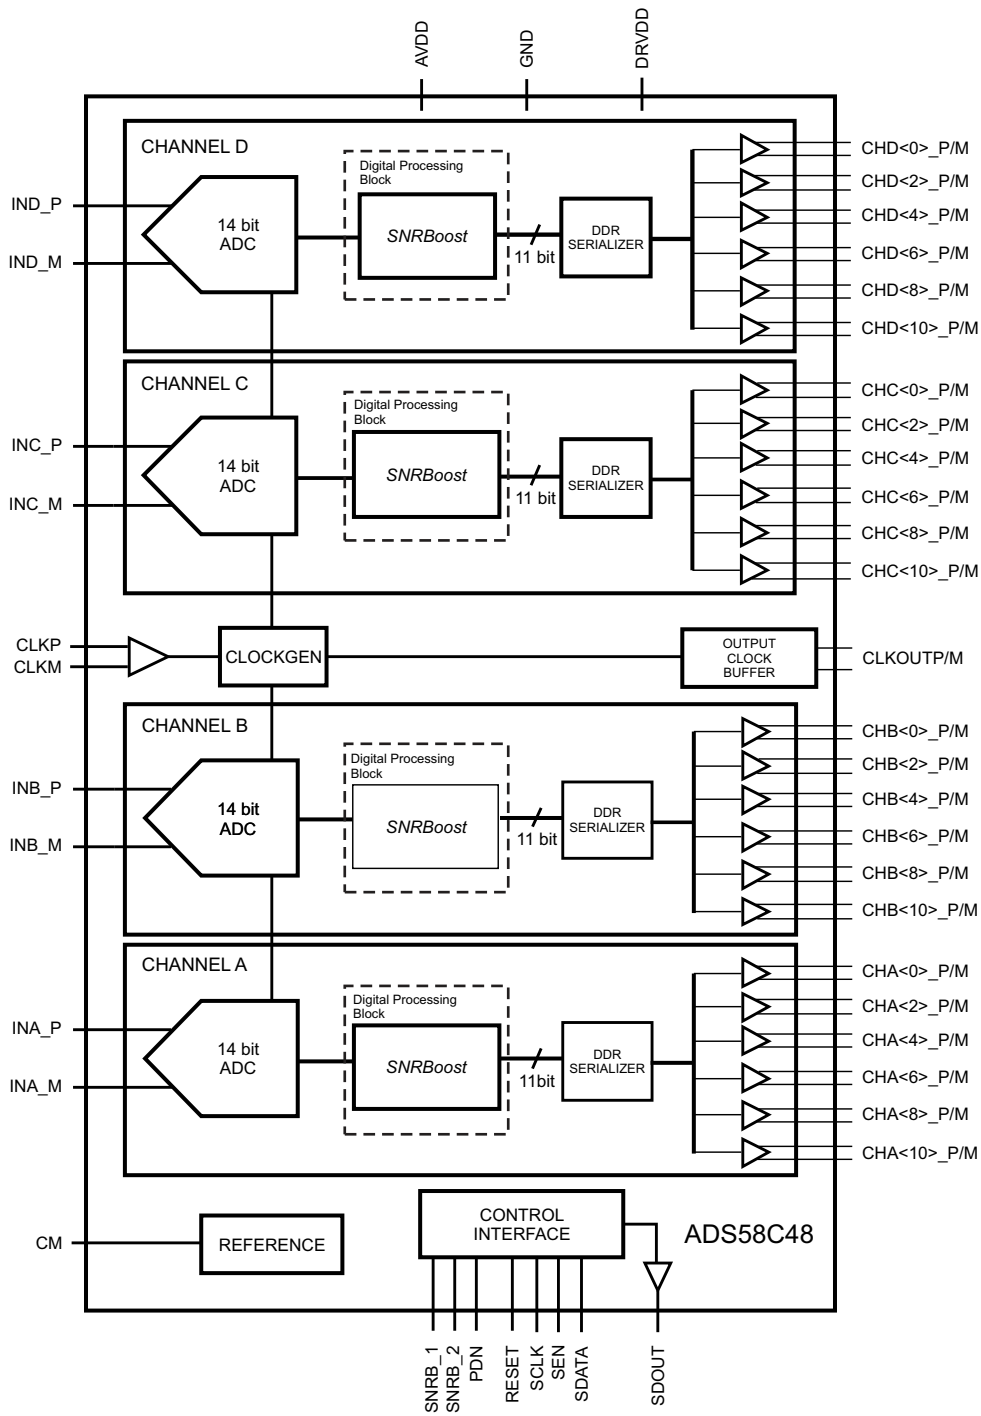 AVDD
GND
DRVDD
CHANNEL D
IND_P
IND_M
14 bit
ADC
Digital Processing
Block
SNRBoost
11 bit
DDR
SERIALIZER
CHD<0>_P/M
CHD<2>_P/M
CHD<4>_P/M
CHD<6>_P/M
CHD<8>_P/M
CHD<10>_P/M
CHANNEL C
INC_P
INC_M
14 bit
ADC
Digital Processing
Block
SNRBoost
11 bit
DDR
SERIALIZER
CHC<0>_P/M
CHC<2>_P/M
CHC<4>_P/M
CHC<6>_P/M
CHC<8>_P/M
CHC<10>_P/M
CLKP
CLKM
CLOCKGEN
OUTPUT
CLOCK
BUFFER
CLKOUTP/M
CHANNEL B
INB_P
INB_M
14 bit
ADC
Digital Processing
Block
SNRBoost
11 bit
DDR
SERIALIZER
CHB<0>_P/M
CHB<2>_P/M
CHB<4>_P/M
CHB<6>_P/M
CHB<8>_P/M
CHB<10>_P/M
CHANNEL A
INA_P
INA_M
14 bit
ADC
Digital Processing
Block
SNRBoost
11bit
DDR
SERIALIZER
CHA<0>_P/M
CHA<2>_P/M
CHA<4>_P/M
CHA<6>_P/M
CHA<8>_P/M
CHA<10>_P/M
CM
REFERENCE
CONTROL
INTERFACE
ADS58C48
SNRB_1
SNRB_2
PDN
RESET
SCLK
SEN
SDATA
SDOUT